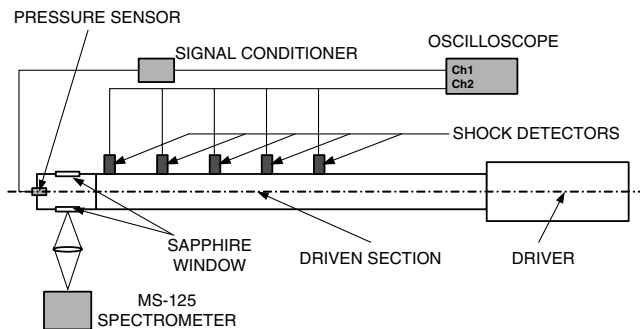 PRESSURE SENSOR
SIGNAL CONDITIONER
OSCILLOSCOPE
Ch1
Ch2
SHOCK DETECTORS
SAPPHIRE
WINDOW
DRIVEN SECTION
DRIVER
MS-125
SPECTROMETER